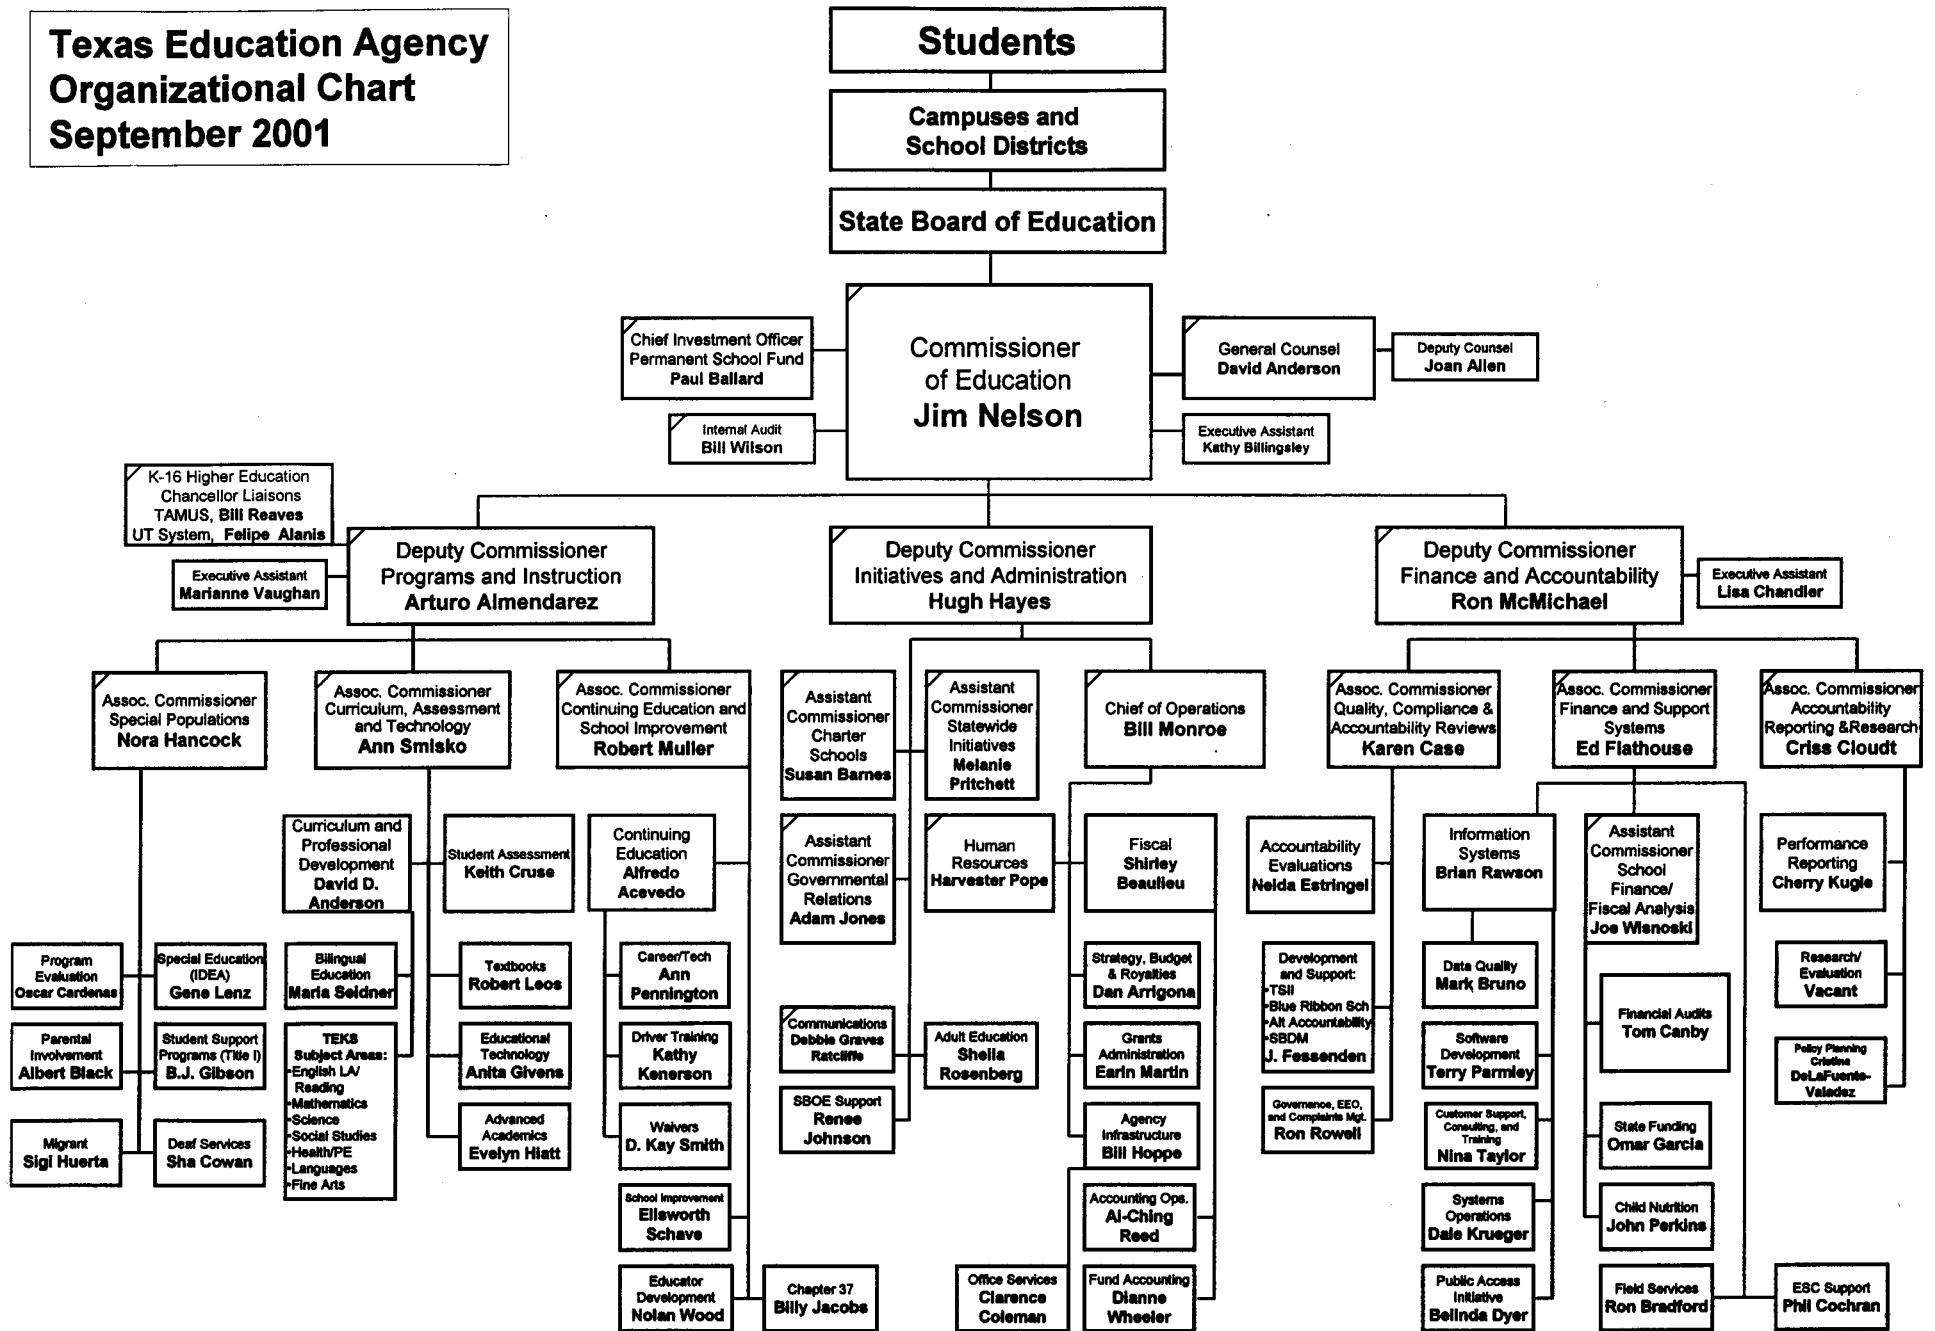 Texas Education Agency
Organizational Chart
September 2001
Students
Campuses and
School Districts
State Board of Education
Commissioner
of Education
Jim Nelson
Chief Investment Officer
Permanent School Fund
Paul Ballard
Internal Audit
Bill Wilson
General Counsel
David Anderson
Deputy Counsel
Joan Allen
Executive Assistant
Kathy Billingsley
K-16 Higher Education
Chancellor Liaisons
TAMUS, Bill Reaves
UT System, Felipe Alanis
Executive Assistant
Marianne Vaughan
Deputy Commissioner
Programs and Instruction
Arturo Almendarez
Deputy Commissioner
Initiatives and Administration
Hugh Hayes
Deputy Commissioner
Finance and Accountability
Ron McMichael
Executive Assistant
Lisa Chandler
Assoc. Commissioner
Special Populations
Nora Hancock
Assoc. Commissioner
Curriculum, Assessment
and Technology
Ann Smisko
Assoc. Commissioner
Continuing Education and
School Improvement
Robert Muller
Assistant
Commissioner
Charter
Schools
Susan Barnes
Assistant
Commissioner
Statewide
Initiatives
Melanie
Pritchett
Chief of Operations
Bill Monroe
Assoc. Commissioner
Quality, Compliance &
Accountability Reviews
Karen Case
Assoc. Commissioner
Finance and Support
Systems
Ed Flathouse
Assoc. Commissioner
Accountability
Reporting &Research
Criss Cloudt
Curriculum and
Professional
Development
David D.
Anderson
Student Assessment
Keith Cruse
Continuing
Education
Alfredo
Acevedo
Assistant
Commissioner
Governmental
Relations
Adam Jones
Human
Resources
Harvester Pope
Fiscal
Shirley
Beaulieu
Accountability
Evaluations
Nelda Estringel
Information
Systems
Brian Rawson
Assistant
Commissioner
School
Finance/
Fiscal Analysis
Joe Wisnoski
Performance
Reporting
Cherry Kugle
Program
Evaluation
Oscar Cardenas
Special Education
(IDEA)
Gene Lenz
Bilingual
Education
Maria Seidner
Textbooks
Robert Leos
Career/Tech
Ann
Pennington
Strategy, Budget
& Royalties
Dan Arrigona
Development
and Support:
•TSII
•Blue Ribbon Sch
•Alt Accountability
•SBDM
J. Fessenden
Data Quality
Mark Bruno
Financial Audits
Tom Canby
Research/
Evaluation
Vacant
Parental
Involvement
Albert Black
Student Support
Programs (Title I)
B.J. Gibson
TEKS
Subject Areas:
•English LA/
Reading
•Mathematics
•Science
•Social Studies
•Health/PE
•Languages
•Fine Arts
Educational
Technology
Anita Givens
Driver Training
Kathy
Kenerson
Communications
Debbie Graves
Ratcliffe
Adult Education
Sheila
Rosenberg
Grants
Administration
Earin Martin
Software
Development
Terry Parmley
Policy Planning
Cristina
DeLaFuente-
Valadez
Migrant
Sigi Huerta
Deaf Services
Sha Cowan
Advanced
Academics
Evelyn Hiatt
Waivers
D. Kay Smith
SBOE Support
Renee
Johnson
Agency
Infrastructure
Bill Hoppe
Governance, EEO,
and Complaints Mgt.
Ron Rowell
Customer Support,
Consulting, and
Training
Nina Taylor
State Funding
Omar Garcia
School Improvement
Ellsworth
Schave
Accounting Ops.
Al-Ching
Reed
Systems
Operations
Dale Krueger
Child Nutrition
John Perkins
Educator
Development
Nolan Wood
Chapter 37
Billy Jacobs
Office Services
Clarence
Coleman
Fund Accounting
Dianne
Wheeler
Public Access
Initiative
Belinda Dyer
Field Services
Ron Bradford
ESC Support
Phil Cochran